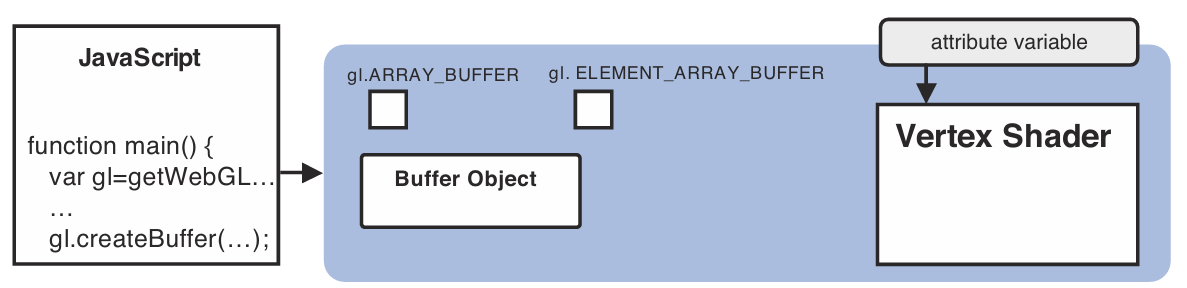 JavaScript
function main() {
var gl=getWebGL…
…
gl.createBuffer(…);
gl.ARRAY_BUFFER
gl. ELEMENT_ARRAY_BUFFER
Buffer Object
attribute variable
Vertex Shader